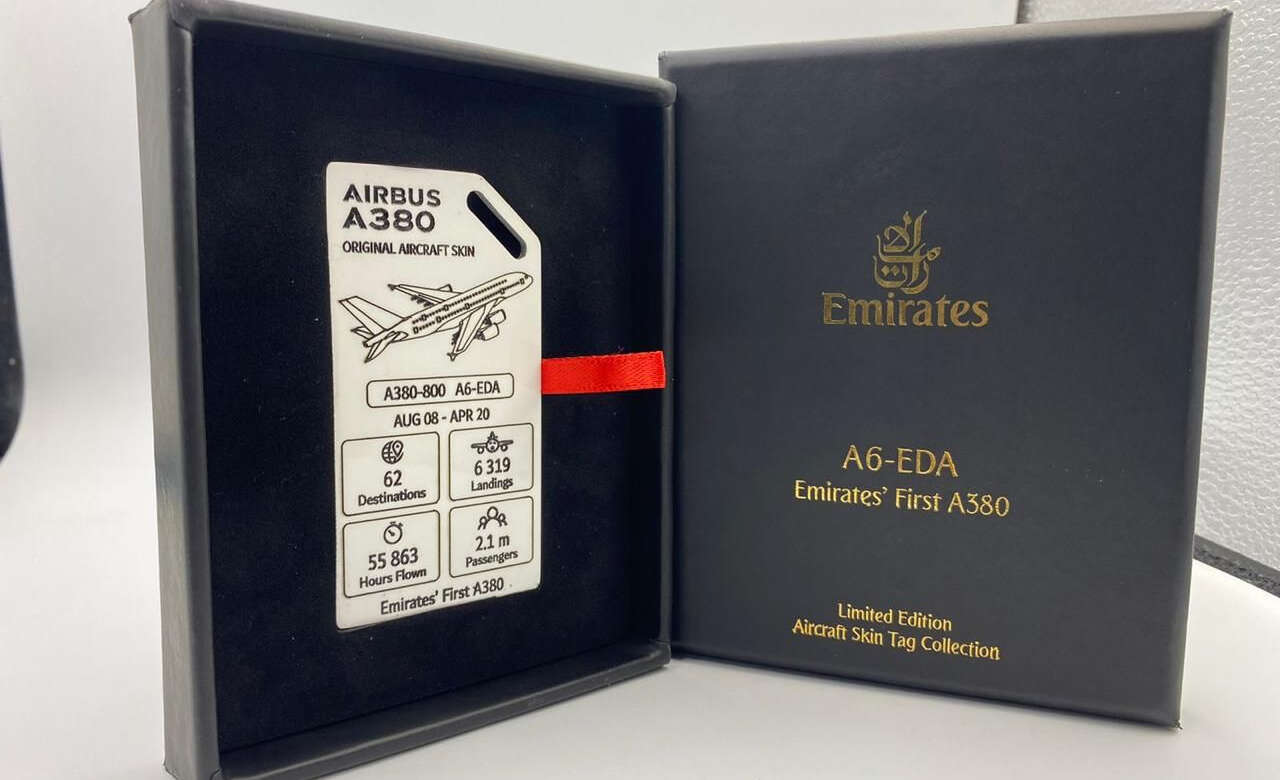 AIRBUS
A380
ORIGINAL AIRCRAFT SKIN
A380-800 A6-EDA
AUG 08 - APR 20
62
Destinations
6 319
Landings
55 863
Hours Flown
2.1 m
Passengers
Emirates' First A380
الإمارات
Emirates
A6-EDA
Emirates' First A380
Limited Edition
Aircraft Skin Tag Collection